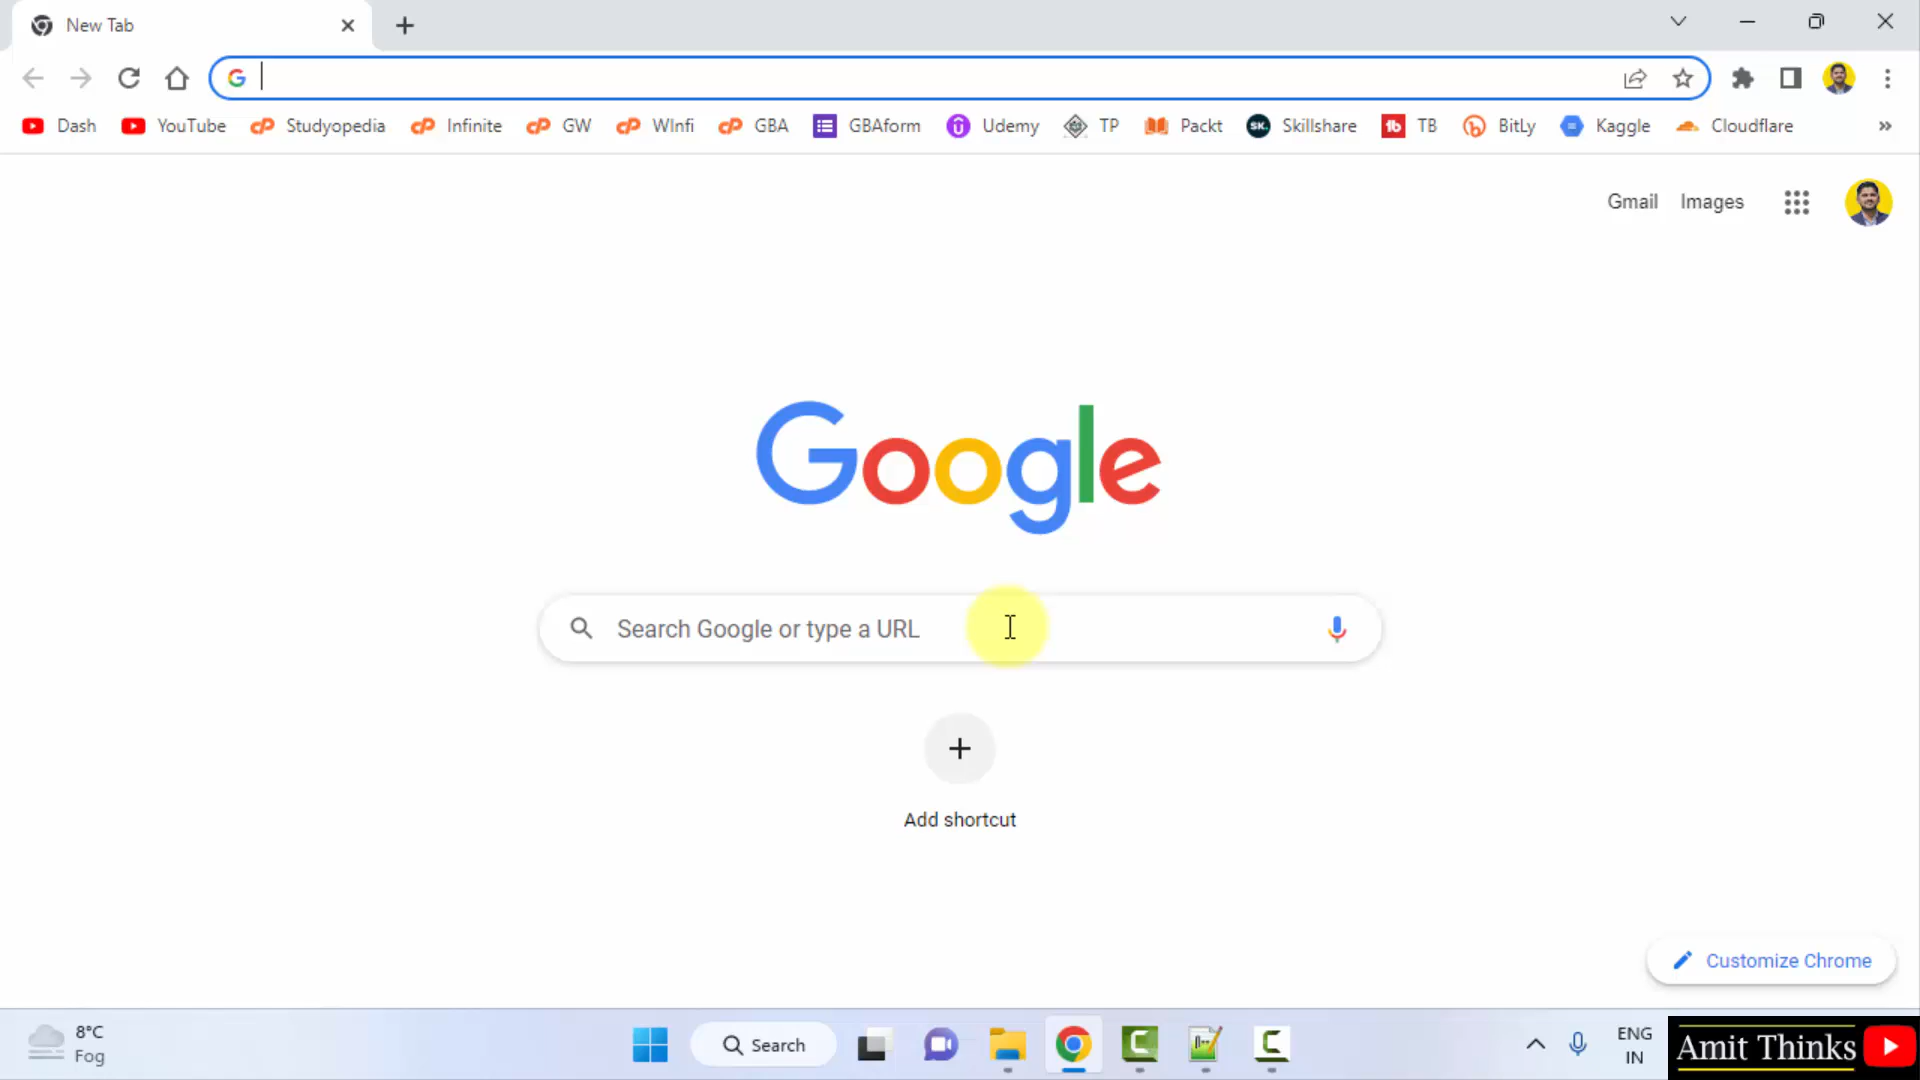 New Tab
Dash YouTube Studyopedia Infinite GW WInfi GBA GBAform Udemy TP Packt Skillshare TB BitLy Kaggle Cloudflare
Gmail Images
Google
Search Google or type a URL
Add shortcut
Customize Chrome
8°C
Fog
Search
ENG
IN
Amit Thinks